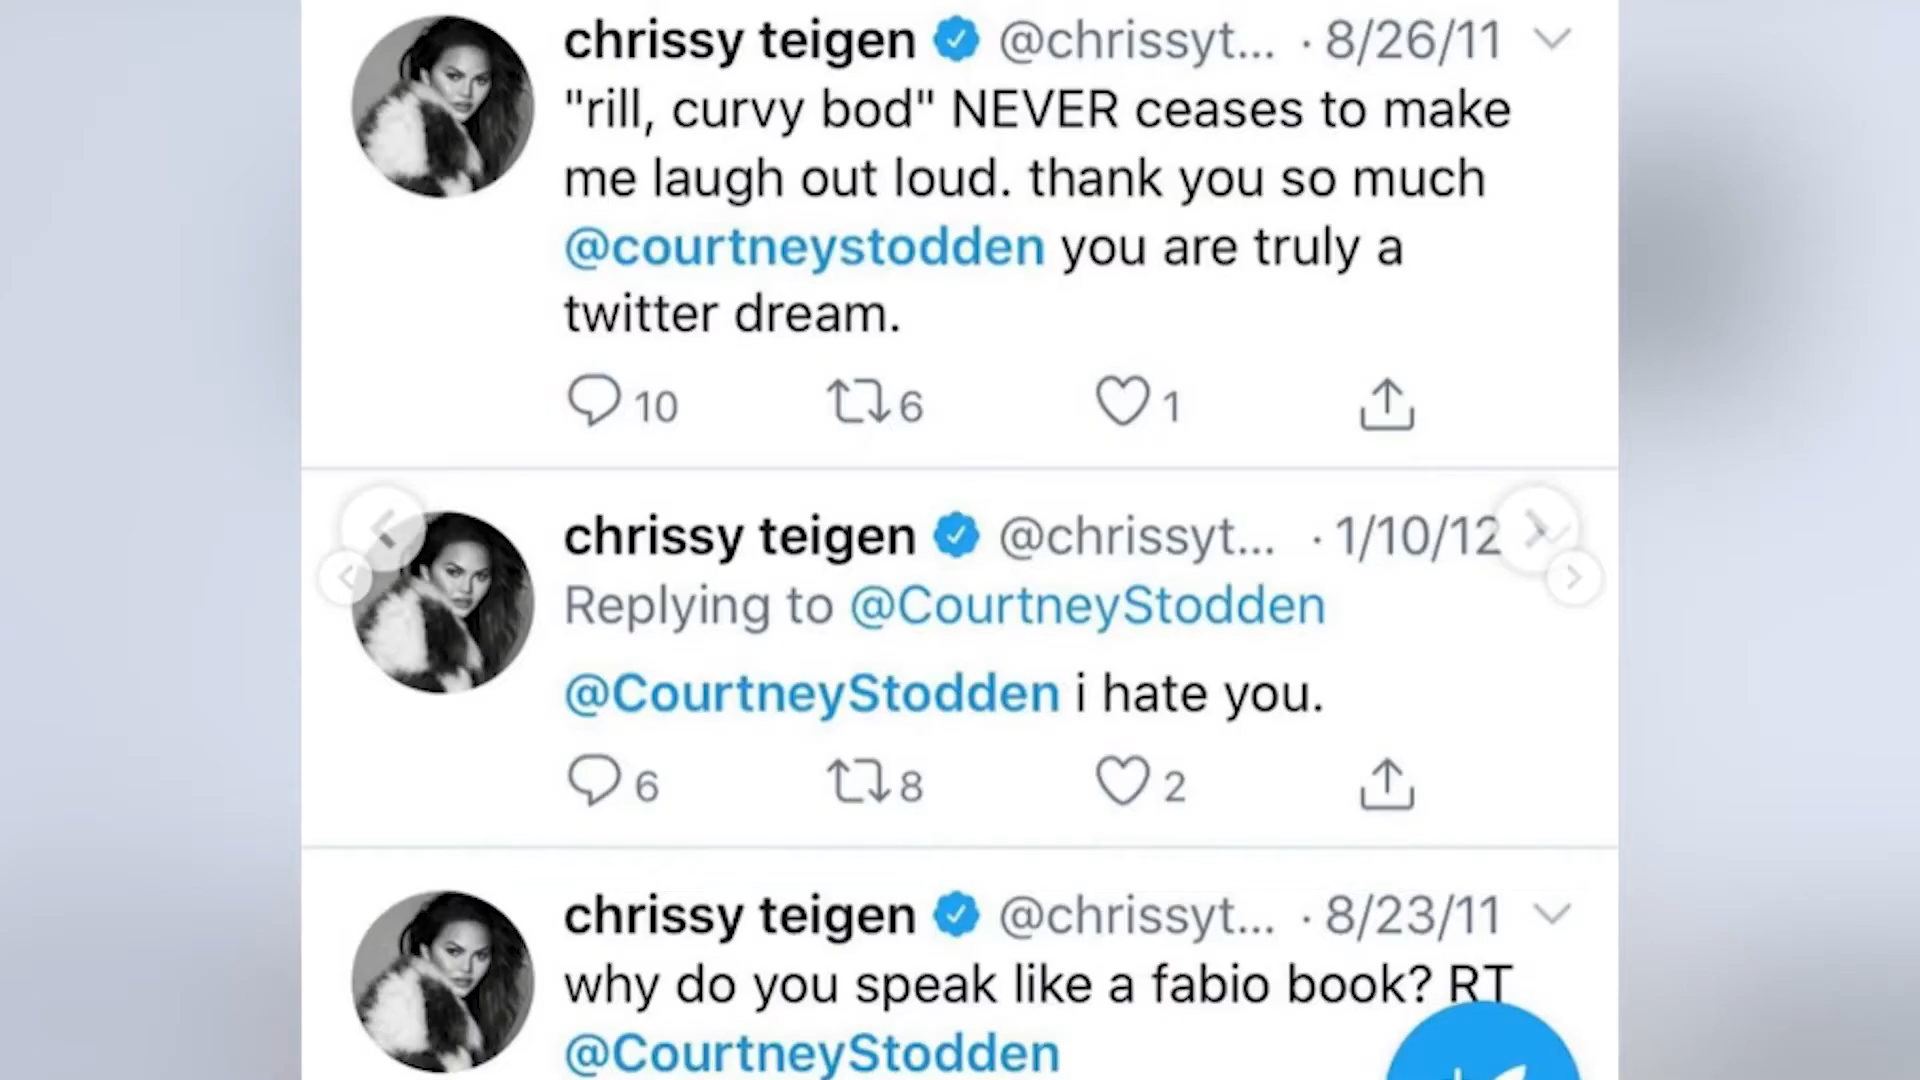 chrissy teigen @chrissyt... · 8/26/11
"rill, curvy bod" NEVER ceases to make
me laugh out loud. thank you so much
@courtneystodden you are truly a
twitter dream.
10 6 1
chrissy teigen @chrissyt... · 1/10/12
Replying to @CourtneyStodden
@CourtneyStodden i hate you.
6 8 2
chrissy teigen @chrissyt... · 8/23/11
why do you speak like a fabio book? RT
@CourtneyStodden